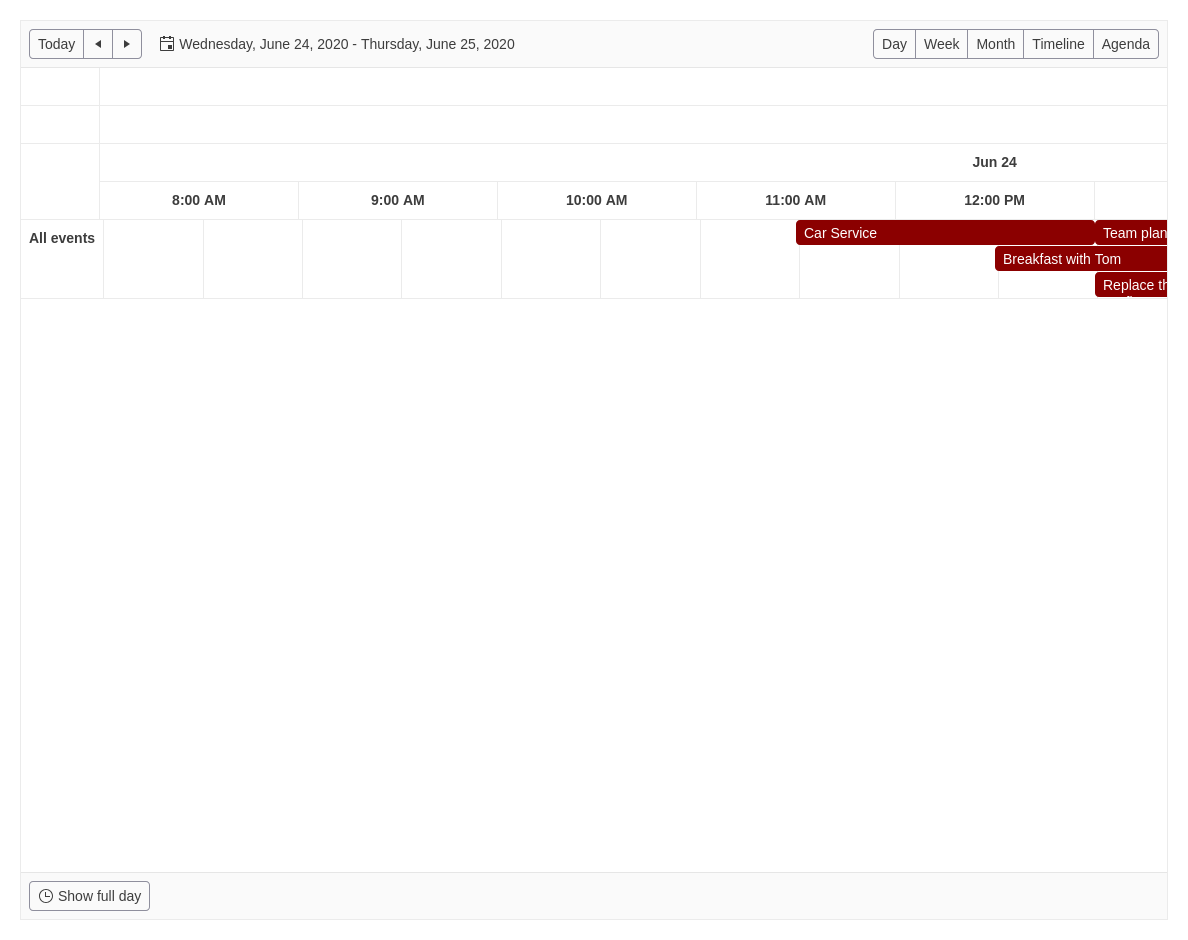 Today
Wednesday, June 24, 2020 - Thursday, June 25, 2020
Day Week Month Timeline Agenda
Jun 24
8:00 AM 9:00 AM 10:00 AM 11:00 AM 12:00 PM
All events
Car Service
Team plan
Breakfast with Tom
Replace th
Show full day